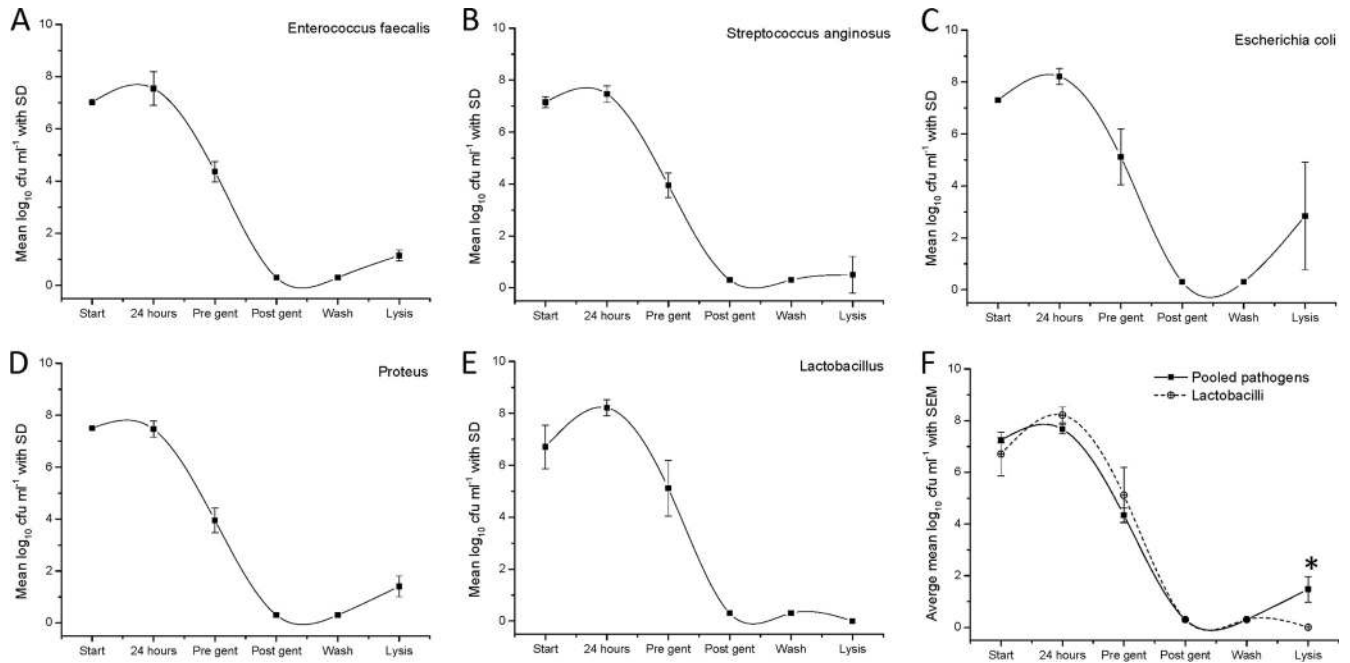 A
Enterococcus faecalis
Mean log10 cfu ml-1 with SD
10
8
6
4
2
0
Start 24 hours Pre gent Post gent Wash Lysis
B
Streptococcus anginosus
Mean log10 cfu ml-1 with SD
10
8
6
4
2
0
Start 24 hours Pre gent Post gent Wash Lysis
C
Escherichia coli
Mean log10 cfu ml-1 with SD
10
8
6
4
2
0
Start 24 hours Pre gent Post gent Wash Lysis
D
Proteus
Mean log10 cfu ml-1 with SD
10
8
6
4
2
0
Start 24 hours Pre gent Post gent Wash Lysis
E
Lactobacillus
Mean log10 cfu ml-1 with SD
10
8
6
4
2
0
Start 24 hours Pre gent Post gent Wash Lysis
F
Pooled pathogens
Lactobacilli
Averge mean log10 cfu ml-1 with SEM
10
8
6
4
2
0
*
Start 24 hours Pre gent Post gent Wash Lysis